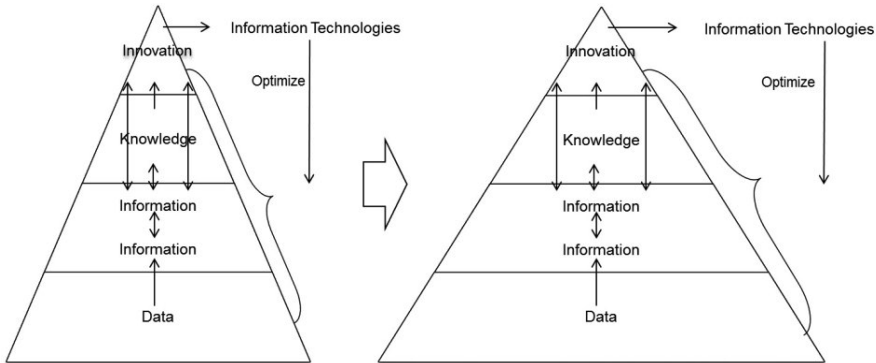 Information Technologies
Innovation
Optimize
Knowledge
Information
Information
Data
Information Technologies
Innovation
Optimize
Knowledge
Information
Information
Data